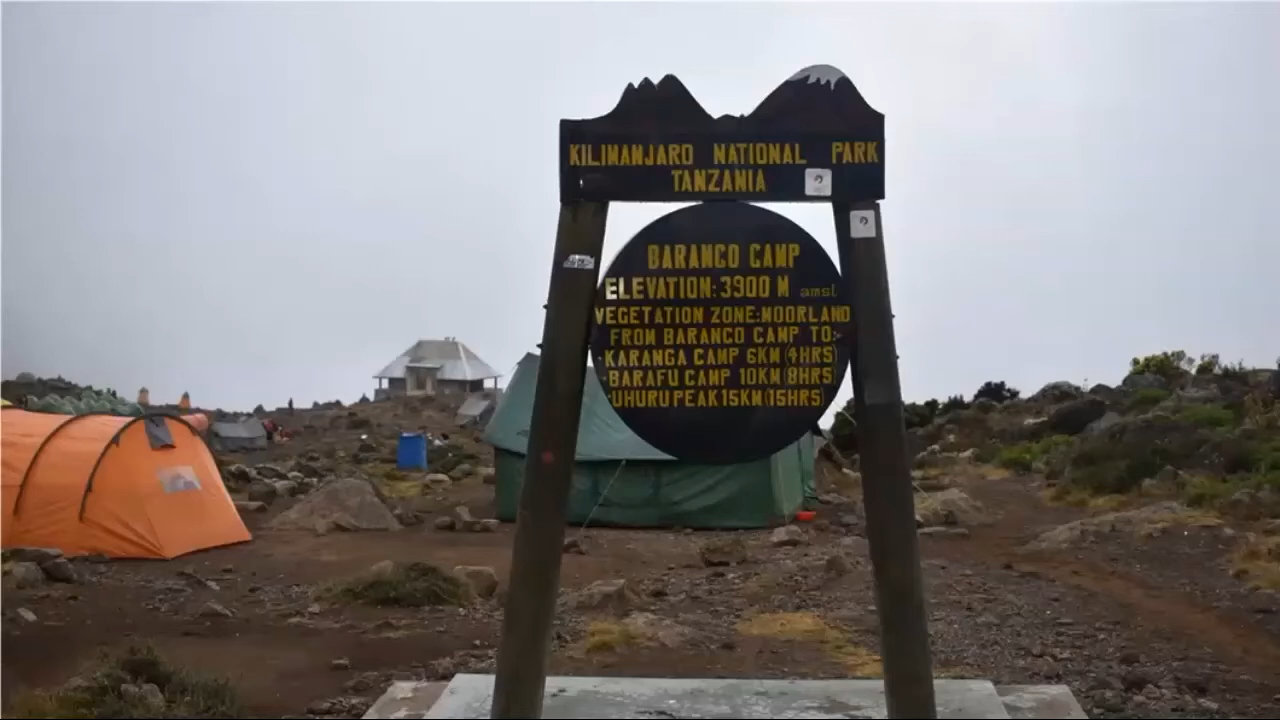 KILIMANJARO NATIONAL PARK
TANZANIA
BARANCO CAMP
ELEVATION: 3900 M amsl.
VEGETATION ZONE:MOORLAND
FROM BARANCO CAMP TO:-
-KARANGA CAMP 6KM (4HRS)
-BARAFU CAMP 10KM (8HRS)
-UHURU PEAK 15KM (15HRS)